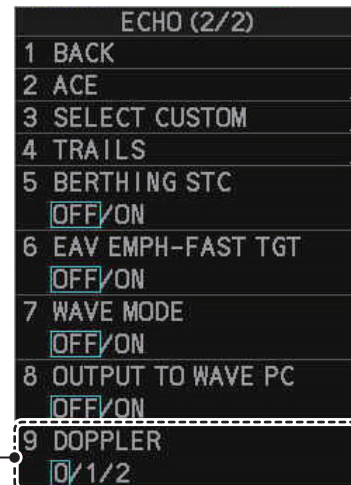 ECHO (2/2)
1 BACK
2 ACE
3 SELECT CUSTOM
4 TRAILS
5 BERTHING STC
OFF/ON
6 EAV EMPH-FAST TGT
OFF/ON
7 WAVE MODE
OFF/ON
8 OUTPUT TO WAVE PC
OFF/ON
9 DOPPLER
0/1/2